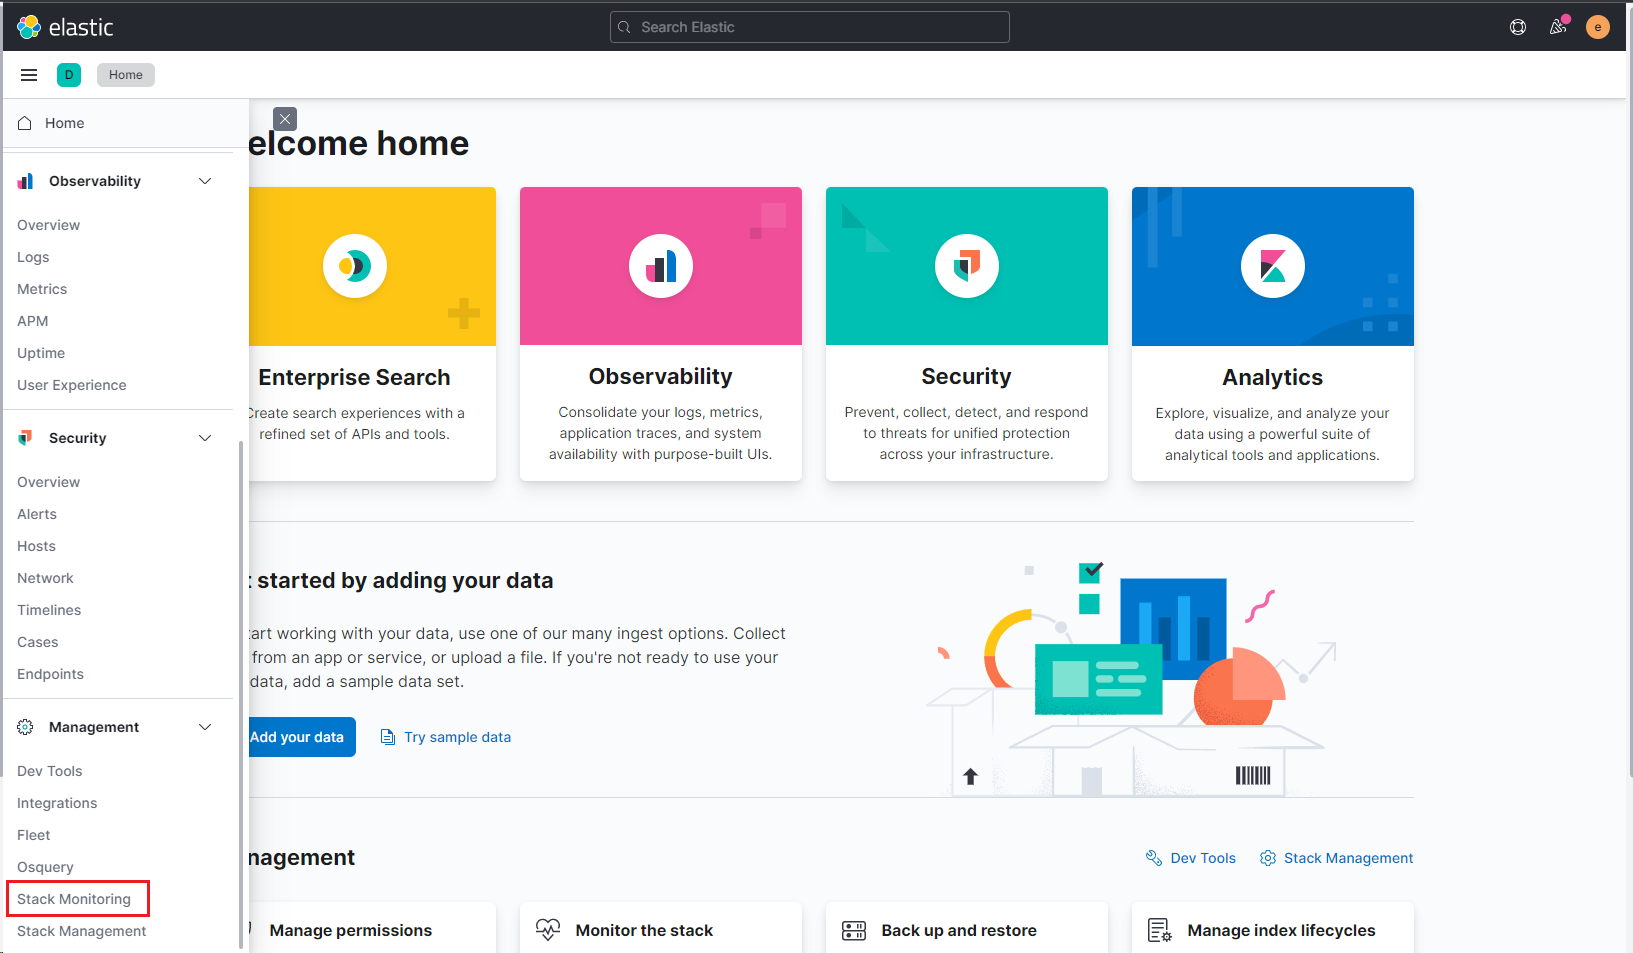 elastic
Search Elastic
e
D
Home
Home
Observability
Overview
Logs
Metrics
APM
Uptime
User Experience
Security
Overview
Alerts
Hosts
Network
Timelines
Cases
Endpoints
Management
Dev Tools
Integrations
Fleet
Osquery
Stack Monitoring
Stack Management
elcome home
Enterprise Search
Create search experiences with a
refined set of APIs and tools.
Observability
Consolidate your logs, metrics,
application traces, and system
availability with purpose-built UIs.
Security
Prevent, collect, detect, and respond
to threats for unified protection
across your infrastructure.
Analytics
Explore, visualize, and analyze your
data using a powerful suite of
analytical tools and applications.
t started by adding your data
art working with your data, use one of our many ingest options. Collect
from an app or service, or upload a file. If you're not ready to use your
data, add a sample data set.
Add your data
Try sample data
nagement
Dev Tools
Stack Management
Manage permissions
Monitor the stack
Back up and restore
Manage index lifecycles